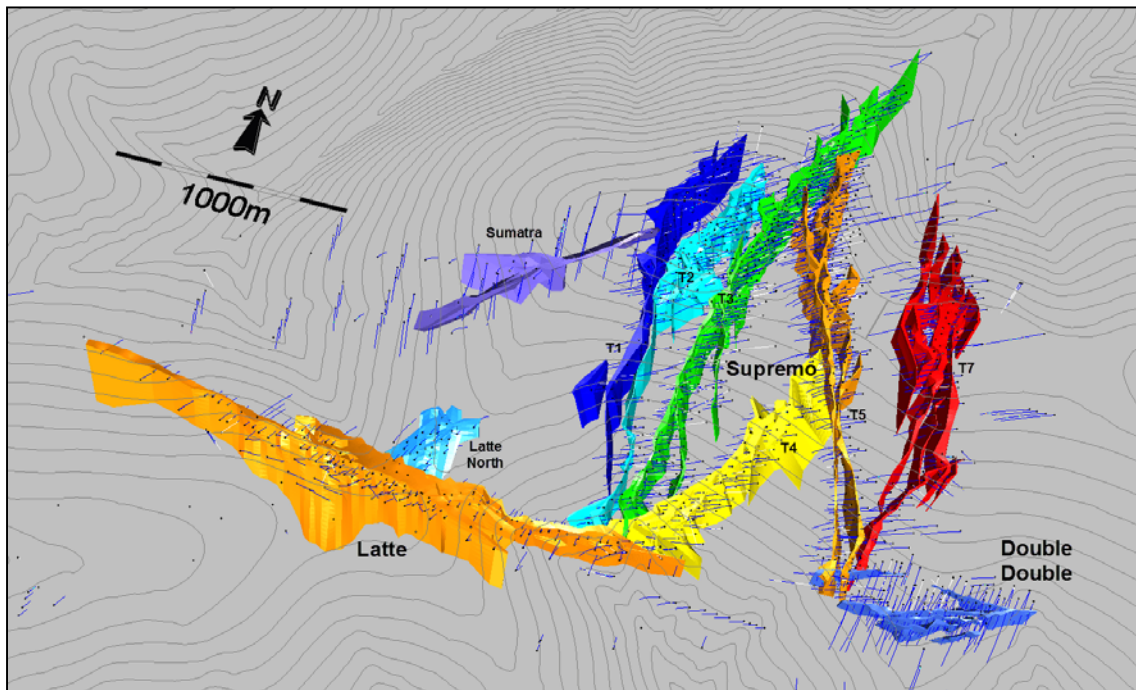 N
1000m
Sumatra
T2
T3
T1
Supremo
T7
T5
T4
Latte
North
Latte
Double
Double